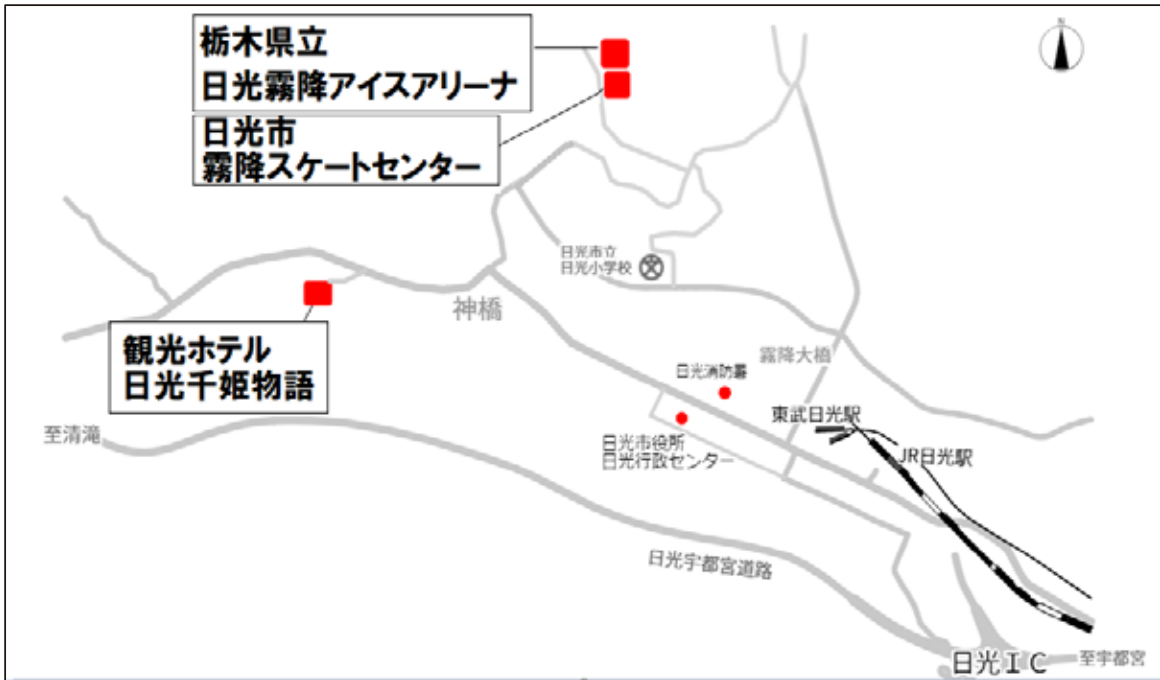 栃木県立
日光霧降アイスアリーナ
N
日光市
霧降スケートセンター
日光市立
日光小学校
神橋
観光ホテル
日光千姫物語
霧降大橋
日光消防署
東武日光駅
至清滝
日光市役所
日光行政センター
JR日光駅
日光宇都宮道路
日光IC
至宇都宮